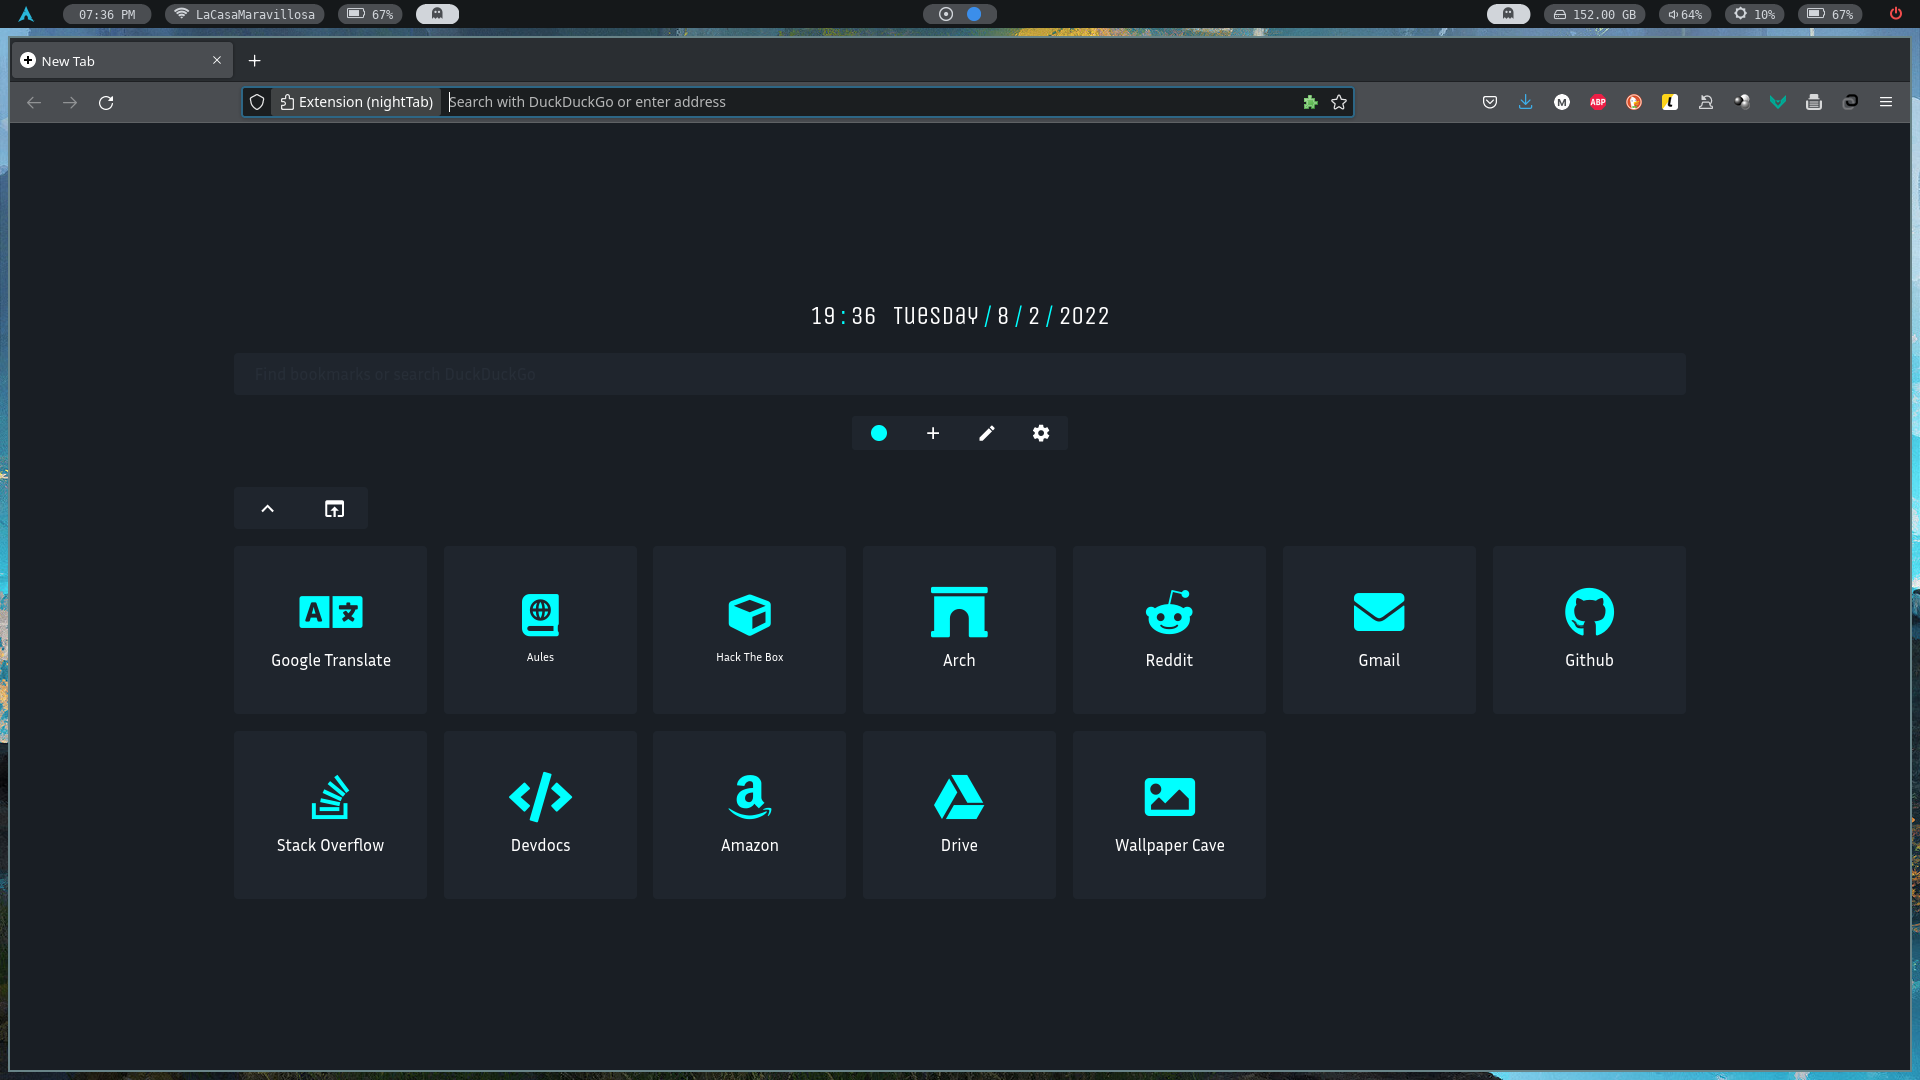 07:36 PM LaCasaMaravillosa 67% 152.00 GB 64% 10% 67%
New Tab
Extension (nightTab) Search with DuckDuckGo or enter address M ABP L
19:36 Tuesday/8/2/2022
Find bookmarks or search DuckDuckGo
A 文
Google Translate Aules Hack The Box Arch Reddit Gmail Github
Stack Overflow Devdocs Amazon Drive Wallpaper Cave